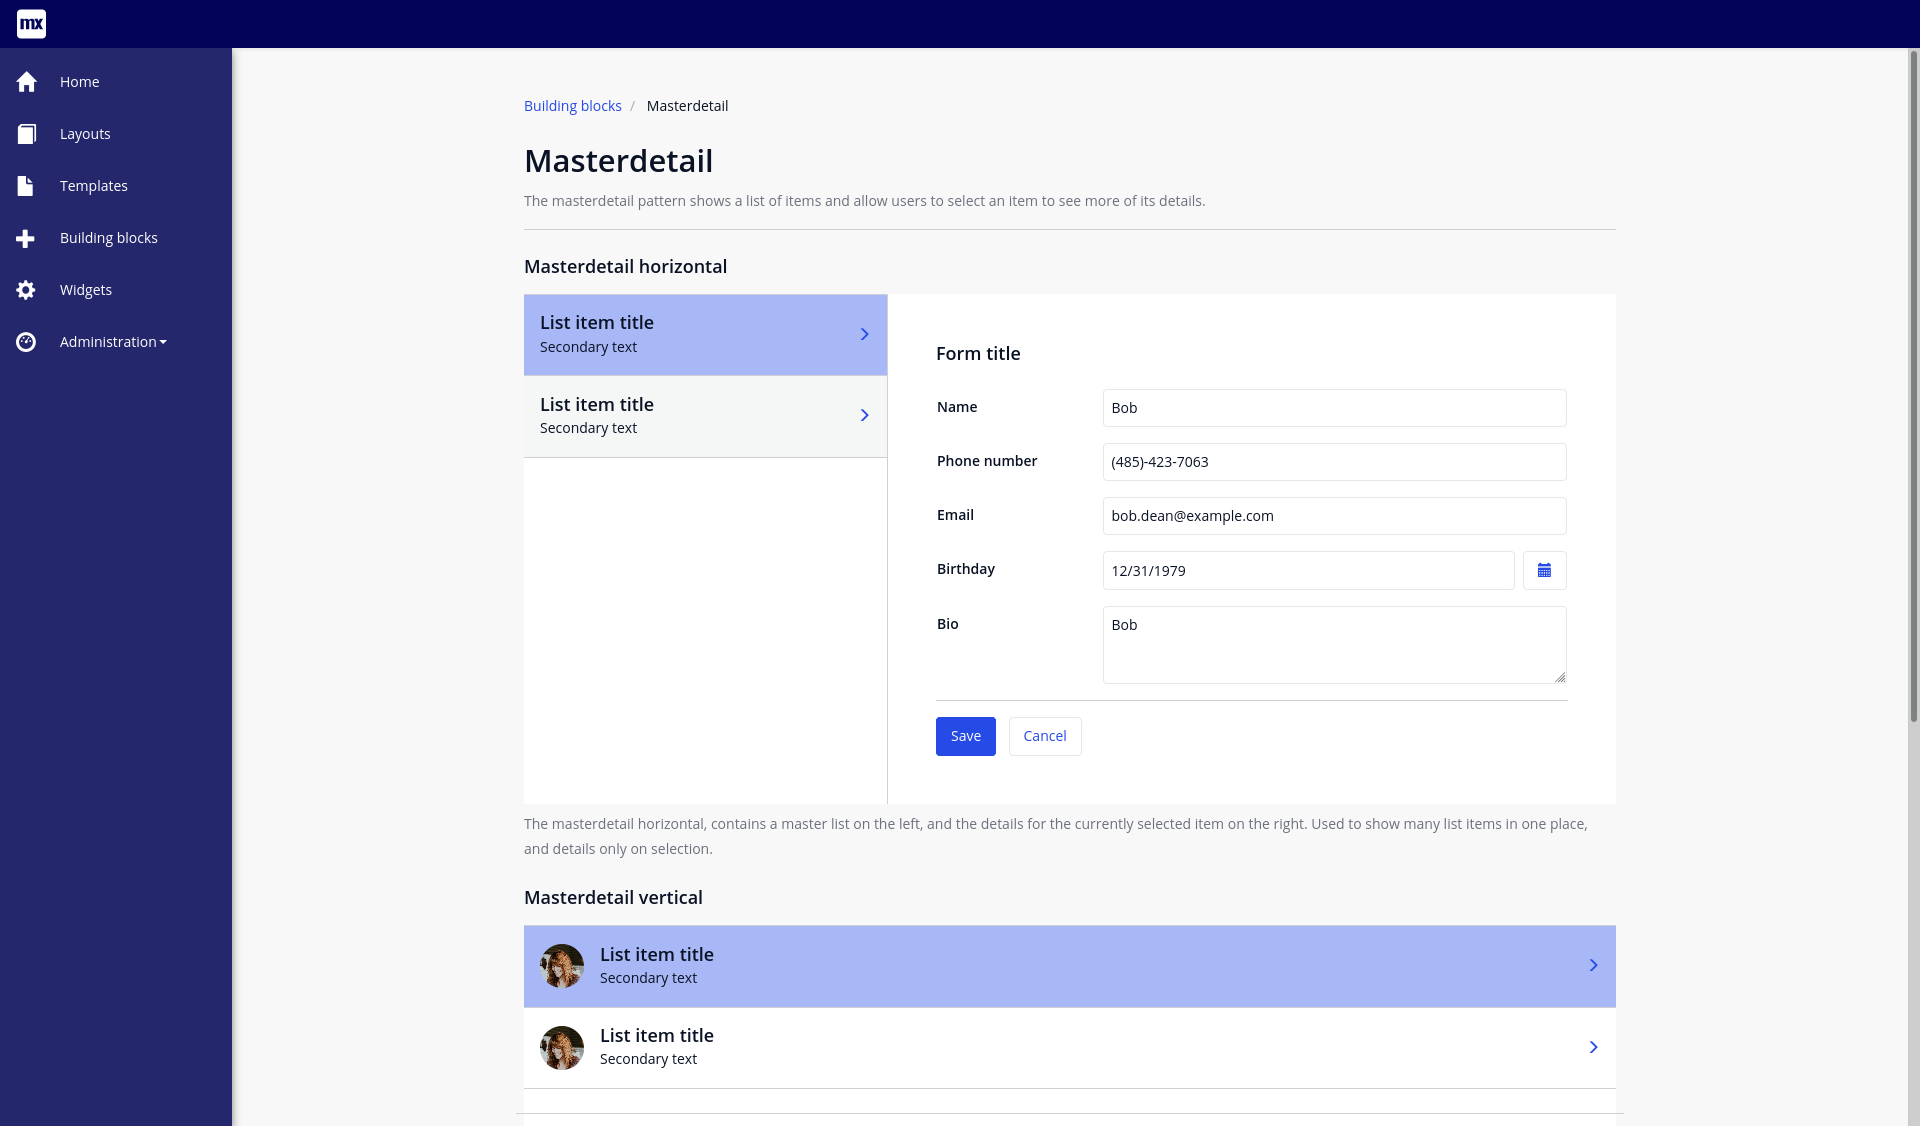 mx
Home
Layouts
Templates
Building blocks
Widgets
Administration
Building blocks / Masterdetail
Masterdetail
The masterdetail pattern shows a list of items and allow users to select an item to see more of its details.
Masterdetail horizontal
List item title
Secondary text
List item title
Secondary text
Form title
Name Bob
Phone number (485)-423-7063
Email bob.dean@example.com
Birthday 12/31/1979
Bio Bob
Save Cancel
The masterdetail horizontal, contains a master list on the left, and the details for the currently selected item on the right. Used to show many list items in one place,
and details only on selection.
Masterdetail vertical
List item title
Secondary text
List item title
Secondary text